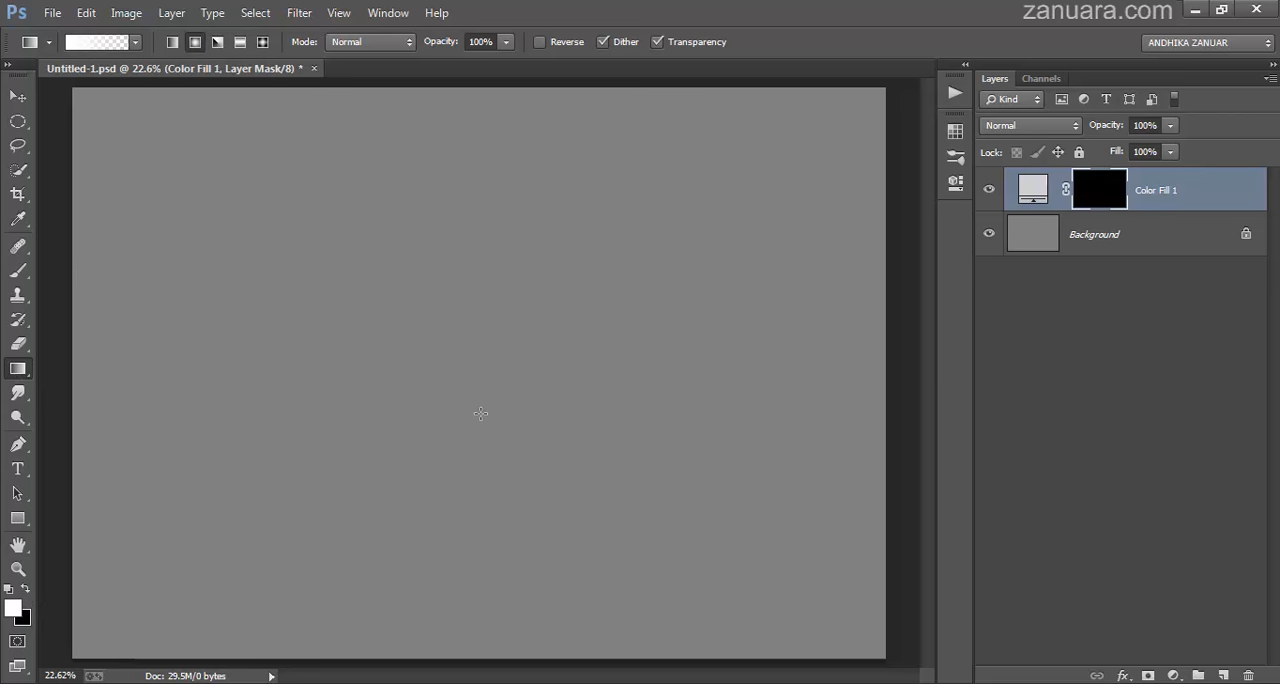 zanuara.com
Ps File Edit Image Layer Type Select Filter View Window Help
Mode: Normal Opacity: 100% Reverse Dither Transparency ANDHIKA ZANUAR
Untitled-1.psd @ 22.6% (Color Fill 1, Layer Mask/8) * ×
Layers Channels
Kind T
Normal Opacity: 100%
Lock: Fill: 100%
Color Fill 1
Background
T
22.62% Doc: 29.5M/0 bytes fx